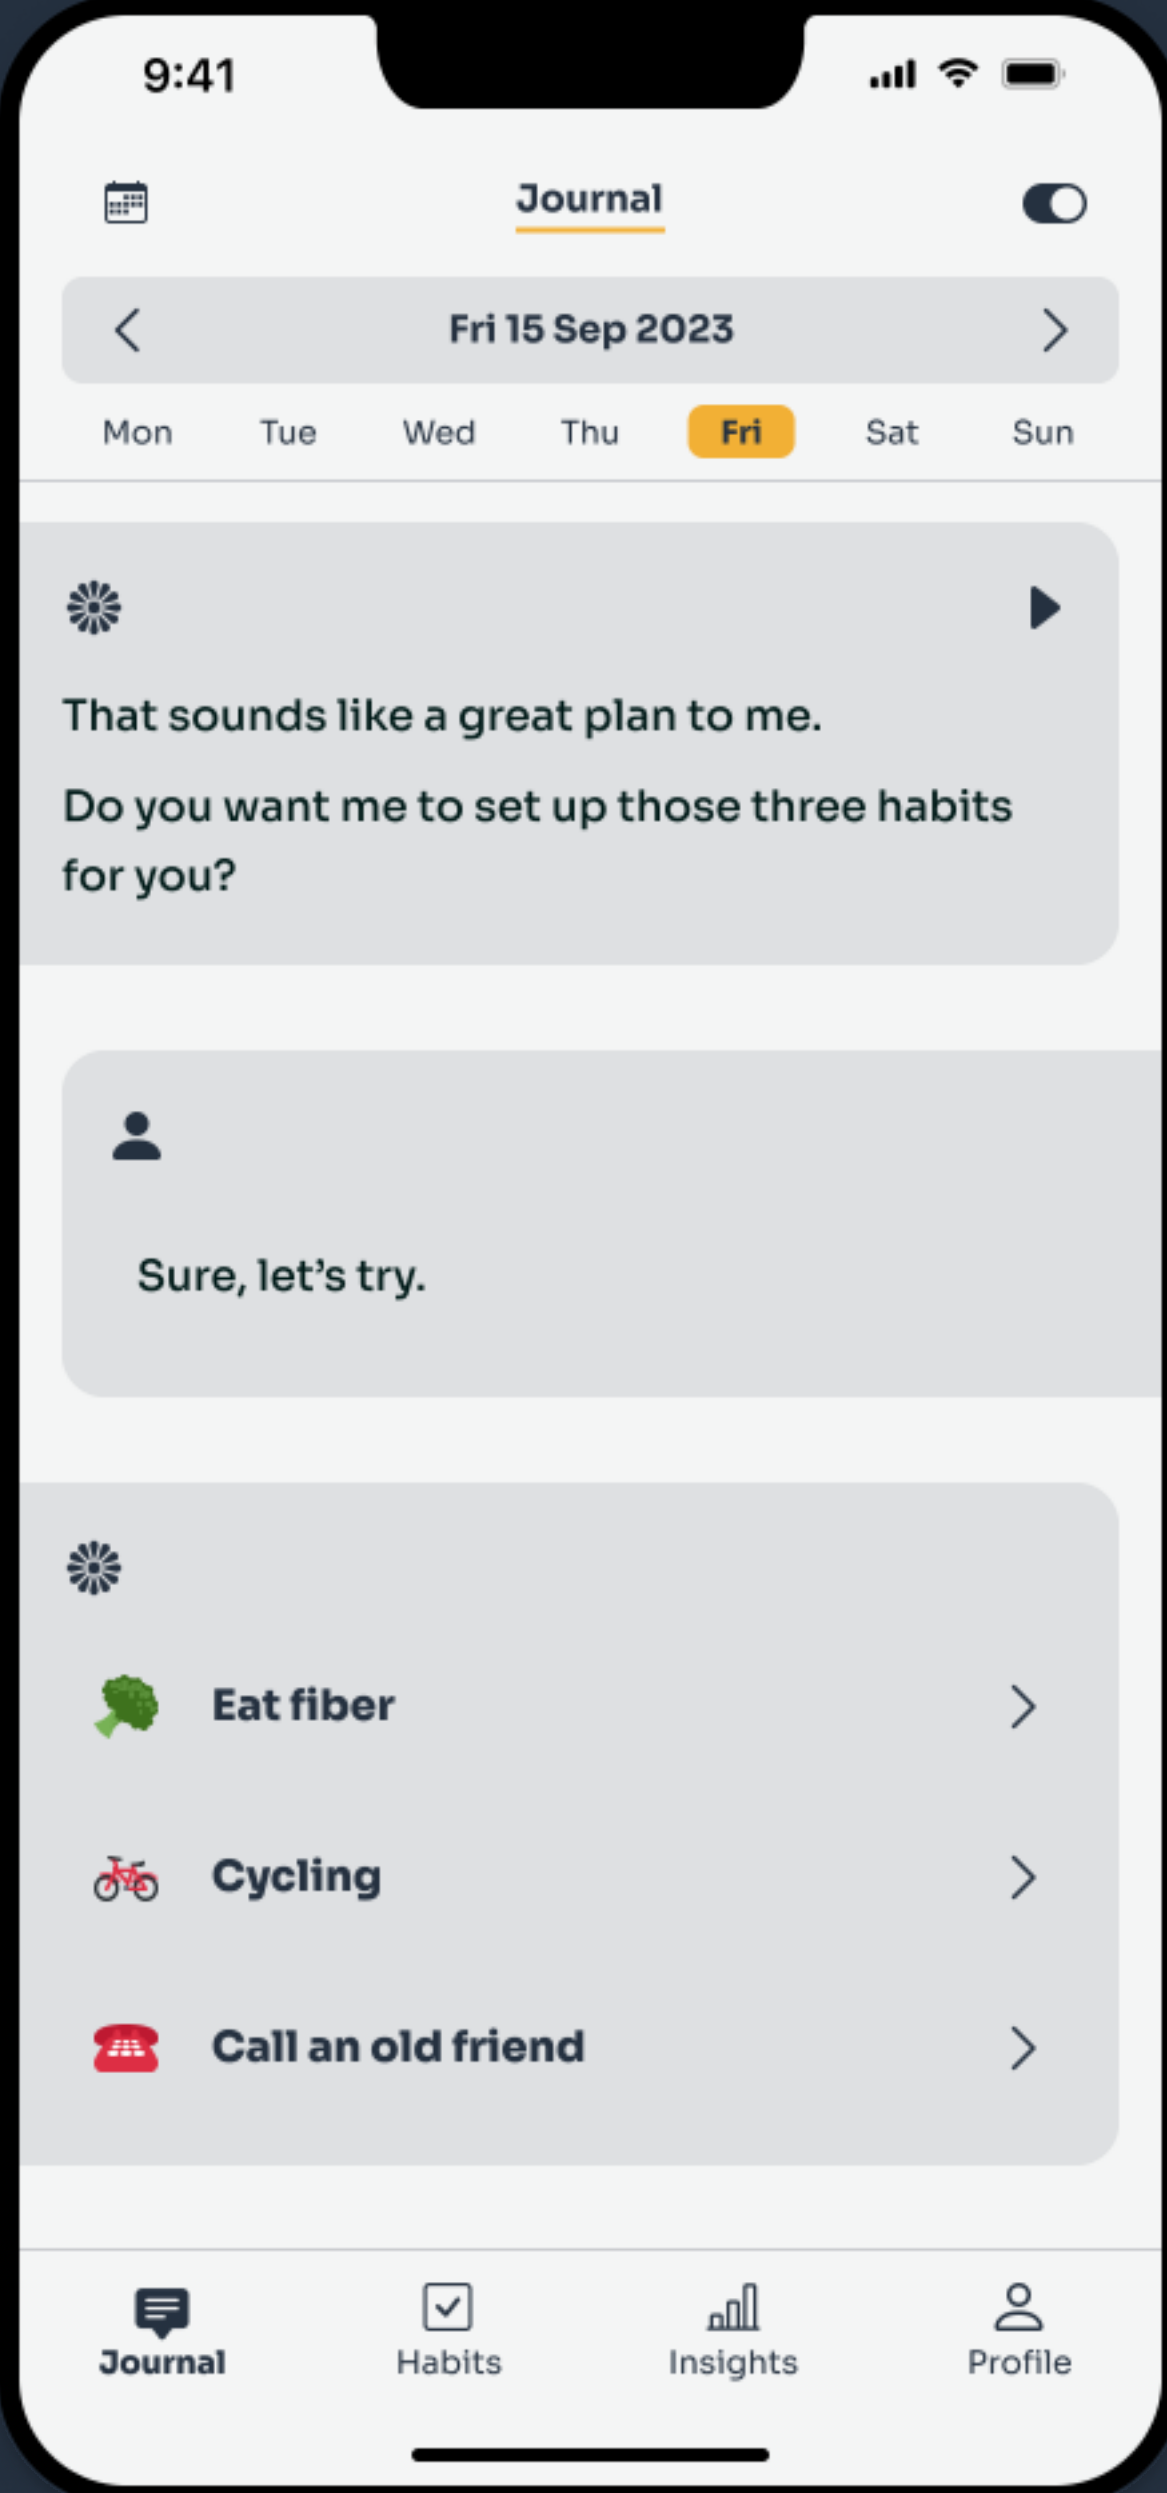 9:41
Journal
Fri 15 Sep 2023
Mon Tue Wed Thu Fri Sat Sun
That sounds like a great plan to me.
Do you want me to set up those three habits
for you?
Sure, let’s try.
Eat fiber
Cycling
Call an old friend
Journal Habits Insights Profile